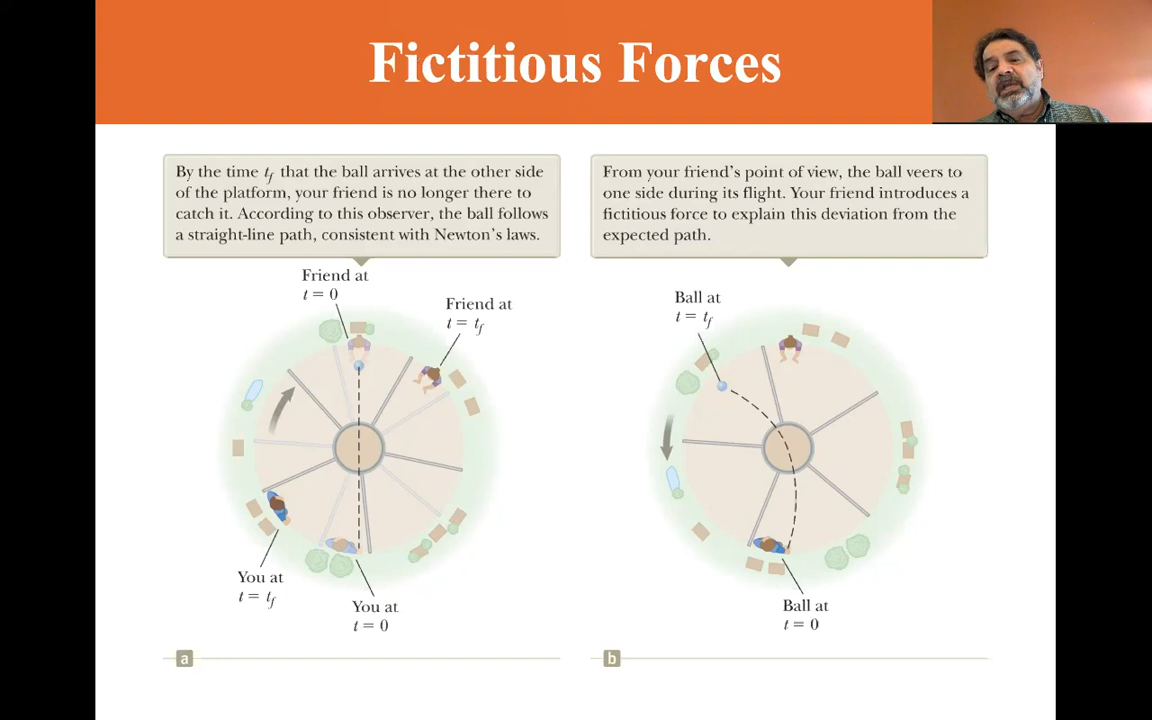 Fictitious Forces
By the time tf that the ball arrives at the other side
of the platform, your friend is no longer there to
catch it. According to this observer, the ball follows
a straight-line path, consistent with Newton's laws.
Friend at
t = 0
Friend at
t = tf
You at
t = tf
You at
t = 0
a
From your friend's point of view, the ball veers to
one side during its flight. Your friend introduces a
fictitious force to explain this deviation from the
expected path.
Ball at
t = tf
Ball at
t = 0
b